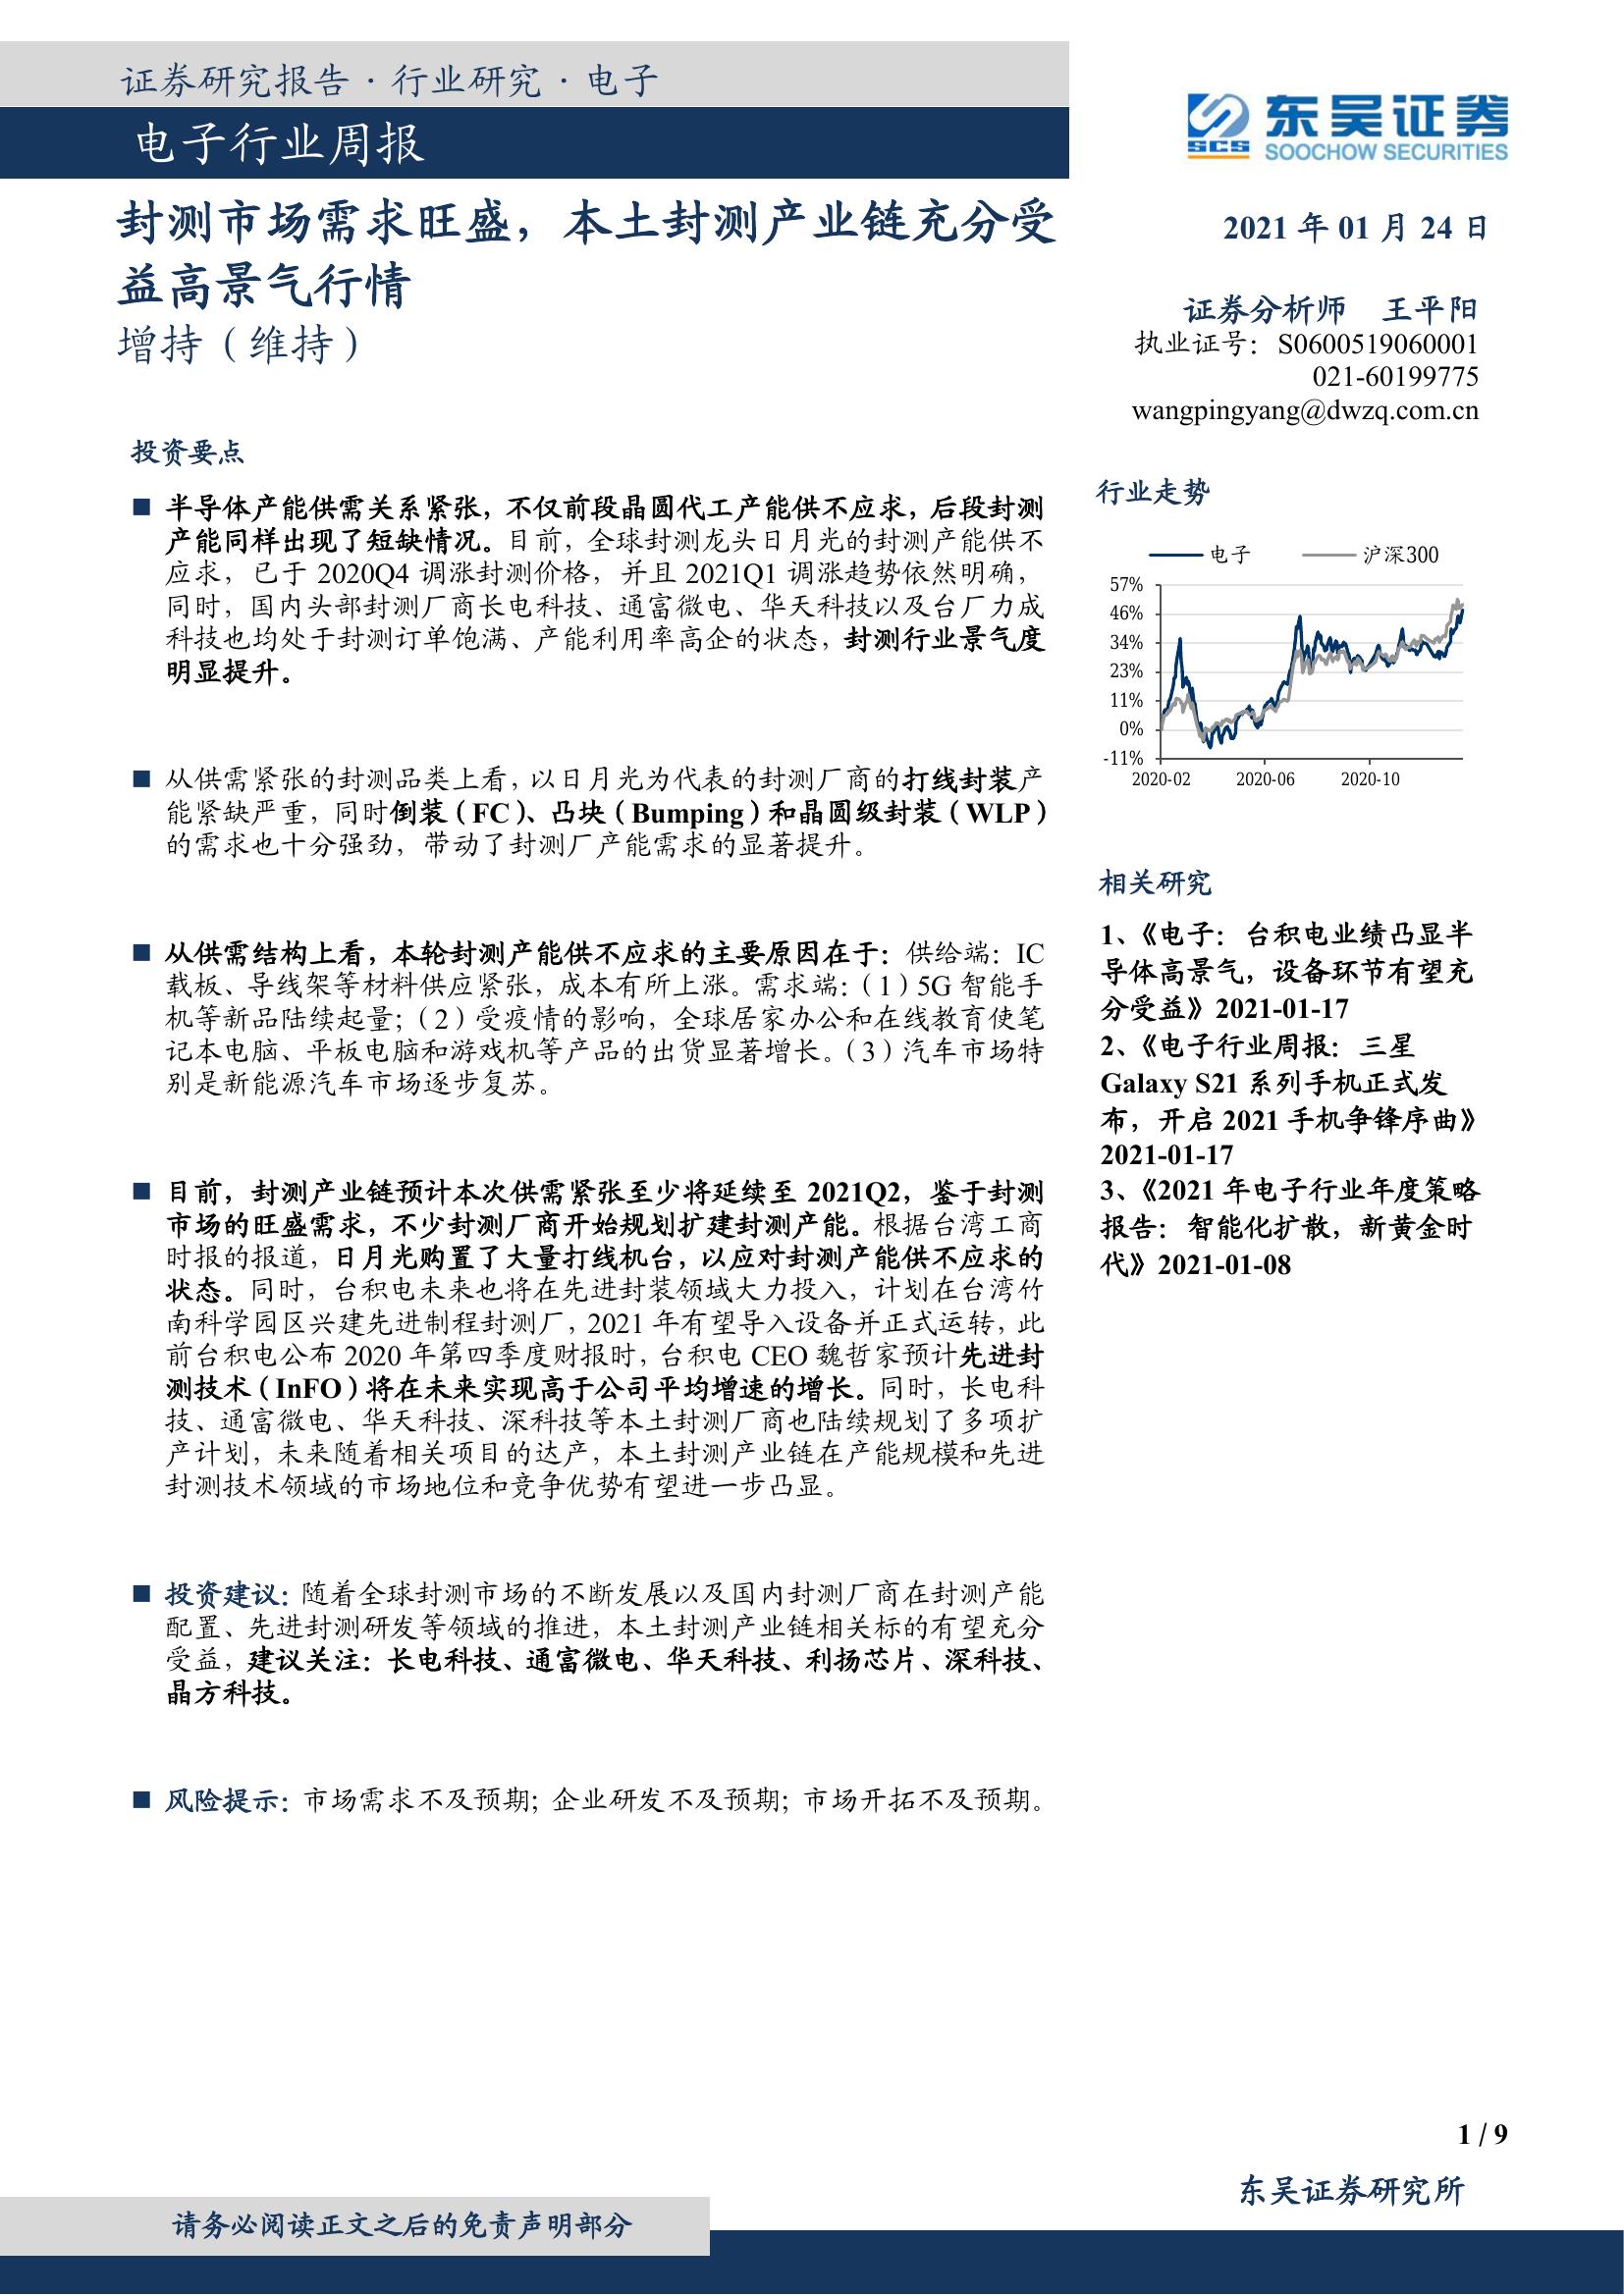 证券研究报告 · 行业研究 · 电子
电子行业周报
东吴证券
SCS
SOOCHOW SECURITIES
封测市场需求旺盛，本土封测产业链充分受
益高景气行情
增持（维持）
2021 年 01 月 24 日
证券分析师 王平阳
执业证号：S0600519060001
021-60199775
wangpingyang@dwzq.com.cn
投资要点
■ 半导体产能供需关系紧张，不仅前段晶圆代工产能供不应求，后段封测
产能同样出现了短缺情况。目前，全球封测龙头日月光的封测产能供不
应求，已于 2020Q4 调涨封测价格，并且 2021Q1 调涨趋势依然明确，
同时，国内头部封测厂商长电科技、通富微电、华天科技以及台厂力成
科技也均处于封测订单饱满、产能利用率高企的状态，封测行业景气度
明显提升。
■ 从供需紧张的封测品类上看，以日月光为代表的封测厂商的打线封装产
能紧缺严重，同时倒装（FC）、凸块（Bumping）和晶圆级封装（WLP）
的需求也十分强劲，带动了封测厂产能需求的显著提升。
■ 从供需结构上看，本轮封测产能供不应求的主要原因在于：供给端：IC
载板、导线架等材料供应紧张，成本有所上涨。需求端：（1）5G 智能手
机等新品陆续起量；（2）受疫情的影响，全球居家办公和在线教育使笔
记本电脑、平板电脑和游戏机等产品的出货显著增长。（3）汽车市场特
别是新能源汽车市场逐步复苏。
■ 目前，封测产业链预计本次供需紧张至少将延续至 2021Q2，鉴于封测
市场的旺盛需求，不少封测厂商开始规划扩建封测产能。根据台湾工商
时报的报道，日月光购置了大量打线机台，以应对封测产能供不应求的
状态。同时，台积电未来也将在先进封装领域大力投入，计划在台湾竹
南科学园区兴建先进制程封测厂，2021 年有望导入设备并正式运转，此
前台积电公布 2020 年第四季度财报时，台积电 CEO 魏哲家预计先进封
测技术（InFO）将在未来实现高于公司平均增速的增长。同时，长电科
技、通富微电、华天科技、深科技等本土封测厂商也陆续规划了多项扩
产计划，未来随着相关项目的达产，本土封测产业链在产能规模和先进
封测技术领域的市场地位和竞争优势有望进一步凸显。
■ 投资建议：随着全球封测市场的不断发展以及国内封测厂商在封测产能
配置、先进封测研发等领域的推进，本土封测产业链相关标的有望充分
受益，建议关注：长电科技、通富微电、华天科技、利扬芯片、深科技、
晶方科技。
■ 风险提示：市场需求不及预期；企业研发不及预期；市场开拓不及预期。
行业走势
电子 沪深300
57%
46%
34%
23%
11%
0%
-11%
2020-02 2020-06 2020-10
相关研究
1、《电子：台积电业绩凸显半
导体高景气，设备环节有望充
分受益》2021-01-17
2、《电子行业周报：三星
Galaxy S21 系列手机正式发
布，开启 2021 手机争锋序曲》
2021-01-17
3、《2021 年电子行业年度策略
报告：智能化扩散，新黄金时
代》2021-01-08
1 / 9
东吴证券研究所
请务必阅读正文之后的免责声明部分